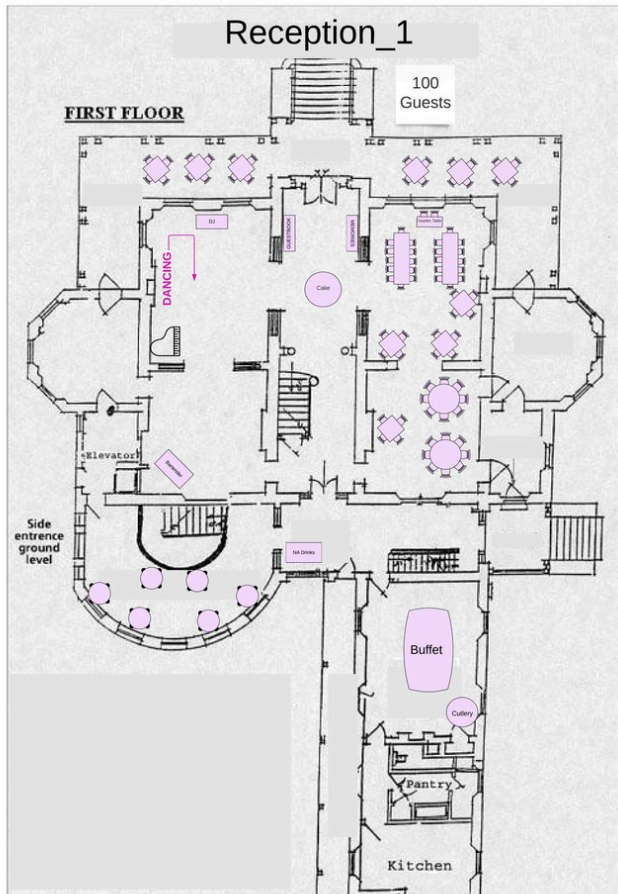 Reception_1
100
Guests
FIRST FLOOR
DJ
GUESTBOOK
DANCING
Cake
Elevator
Bartender
Side
entrence
ground
level
NA Drinks
Buffet
Cutlery
Pantry
Kitchen